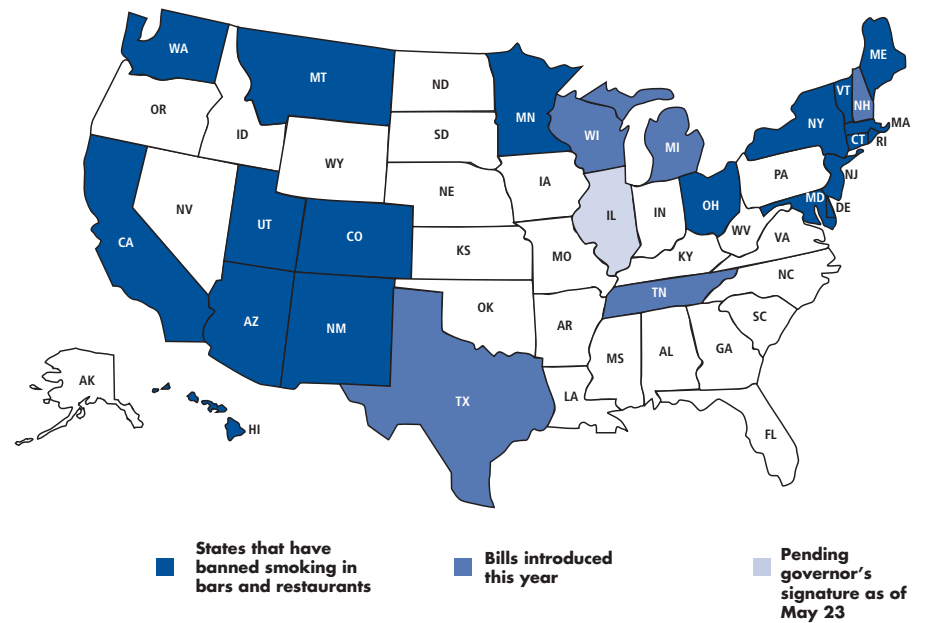 WA
MT
ND
MN
ME
VT
NH
OR
ID
SD
WI
NY
MA
MI
CT
RI
WY
IA
PA
NJ
NE
NV
IL
IN
OH
MD
DE
UT
CO
CA
WV
VA
KS
MO
KY
NC
TN
AZ
NM
OK
AR
SC
MS
AL
GA
AK
TX
LA
HI
FL
States that have
banned smoking in
bars and restaurants
Bills introduced
this year
Pending
governor's
signature as of
May 23